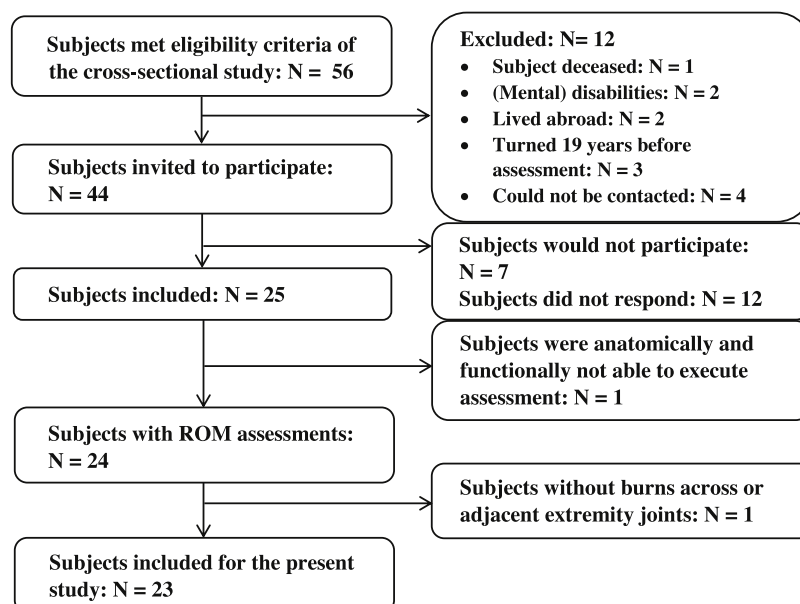 Subjects met eligibility criteria of
the cross-sectional study: N = 56
Excluded: N= 12
• Subject deceased: N = 1
• (Mental) disabilities: N = 2
• Lived abroad: N = 2
• Turned 19 years before
assessment: N = 3
• Could not be contacted: N = 4
Subjects invited to participate:
N = 44
Subjects would not participate:
N = 7
Subjects did not respond: N = 12
Subjects included: N = 25
Subjects were anatomically and
functionally not able to execute
assessment: N = 1
Subjects with ROM assessments:
N = 24
Subjects without burns across or
adjacent extremity joints: N = 1
Subjects included for the present
study: N = 23